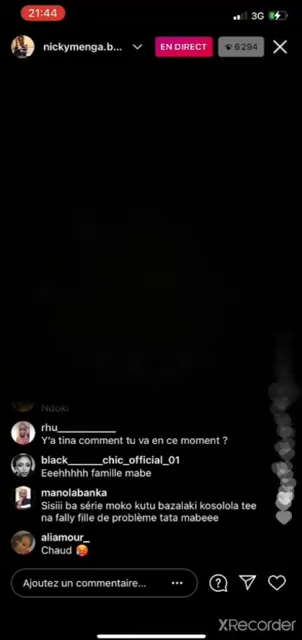 21:44
3G
nickymenga.b...
EN DIRECT
6294
Ndoki
rhu___________
Y'a tina comment tu va en ce moment ?
black______chic_official_01
Eeehhhhh famille mabe
manolabanka
Sisiii ba série moko kutu bazalaki kosolola tee
na fally fille de problème tata mabeee
aliamour_
Chaud 🥵
Ajoutez un commentaire...
XRecorder